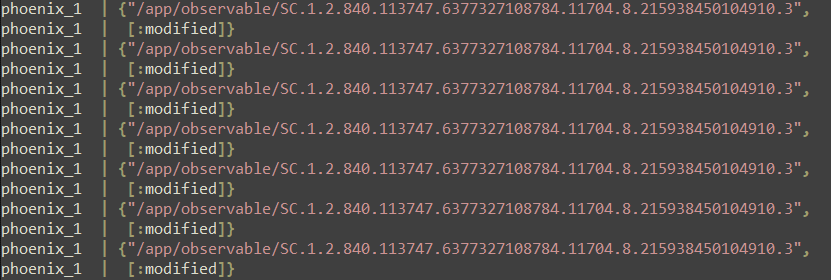 phoenix_1  | {"/app/observable/SC.1.2.840.113747.6377327108784.11704.8.215938450104910.3",
phoenix_1  |  [:modified]}
phoenix_1  | {"/app/observable/SC.1.2.840.113747.6377327108784.11704.8.215938450104910.3",
phoenix_1  |  [:modified]}
phoenix_1  | {"/app/observable/SC.1.2.840.113747.6377327108784.11704.8.215938450104910.3",
phoenix_1  |  [:modified]}
phoenix_1  | {"/app/observable/SC.1.2.840.113747.6377327108784.11704.8.215938450104910.3",
phoenix_1  |  [:modified]}
phoenix_1  | {"/app/observable/SC.1.2.840.113747.6377327108784.11704.8.215938450104910.3",
phoenix_1  |  [:modified]}
phoenix_1  | {"/app/observable/SC.1.2.840.113747.6377327108784.11704.8.215938450104910.3",
phoenix_1  |  [:modified]}
phoenix_1  | {"/app/observable/SC.1.2.840.113747.6377327108784.11704.8.215938450104910.3",
phoenix_1  |  [:modified]}